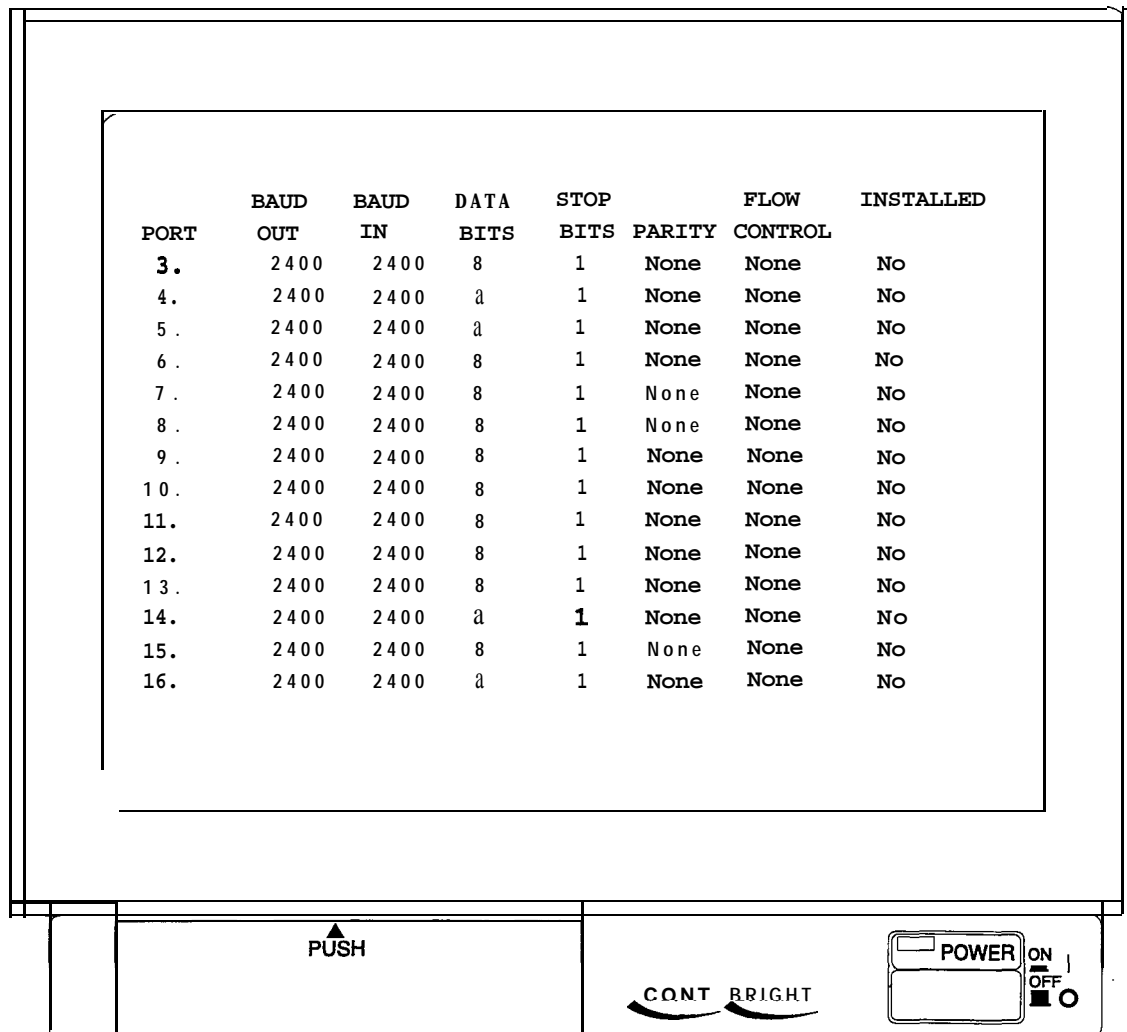 BAUD BAUD DATA STOP FLOW INSTALLED
PORT OUT IN BITS BITS PARITY CONTROL
3. 2400 2400 8 1 None None No
4. 2400 2400 a 1 None None No
5. 2400 2400 a 1 None None No
6. 2400 2400 8 1 None None No
7. 2400 2400 8 1 None None No
8. 2400 2400 8 1 None None No
9. 2400 2400 8 1 None None No
10. 2400 2400 8 1 None None No
11. 2400 2400 8 1 None None No
12. 2400 2400 8 1 None None No
13. 2400 2400 8 1 None None No
14. 2400 2400 a 1 None None No
15. 2400 2400 8 1 None None No
16. 2400 2400 a 1 None None No
PUSH
CONT BRIGHT
POWER
ON
OFF